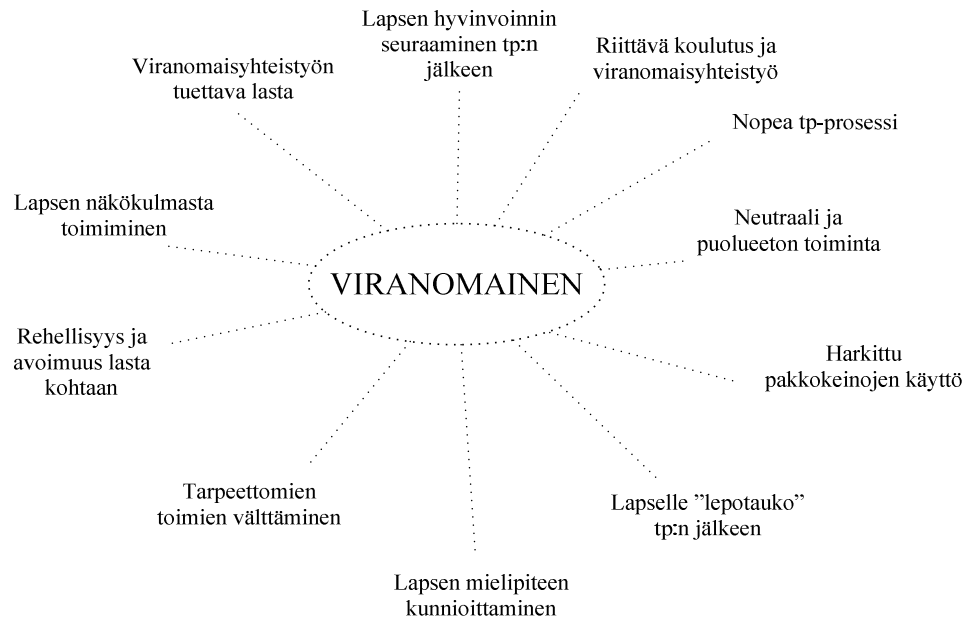 Lapsen hyvinvoinnin
seuraaminen tp:n
jälkeen
Riittävä koulutus ja
viranomaisyhteistyö
Viranomaisyhteistyön
tuettava lasta
Nopea tp-prosessi
Lapsen näkökulmasta
toimiminen
Neutraali ja
puolueeton toiminta
VIRANOMAINEN
Rehellisyys ja
avoimuus lasta
kohtaan
Harkittu
pakkokeinojen käyttö
Tarpeettomien
toimien välttäminen
Lapselle ”lepotauko”
tp:n jälkeen
Lapsen mielipiteen
kunnioittaminen